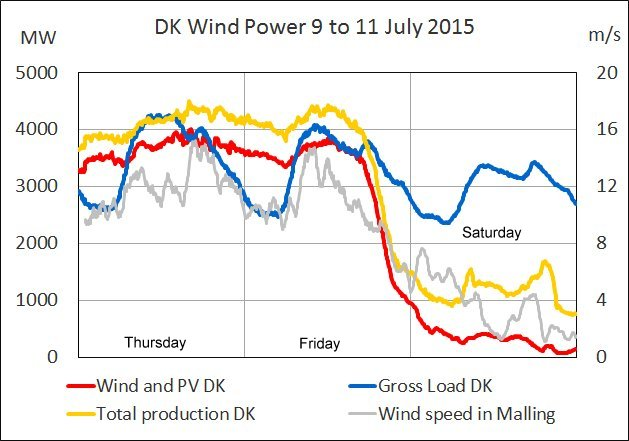 DK Wind Power 9 to 11 July 2015
MW m/s
5000 20
4000 16
3000 12
2000 8
Saturday
1000 4
Thursday Friday
0 0
Wind and PV DK Gross Load DK
Total production DK Wind speed in Malling